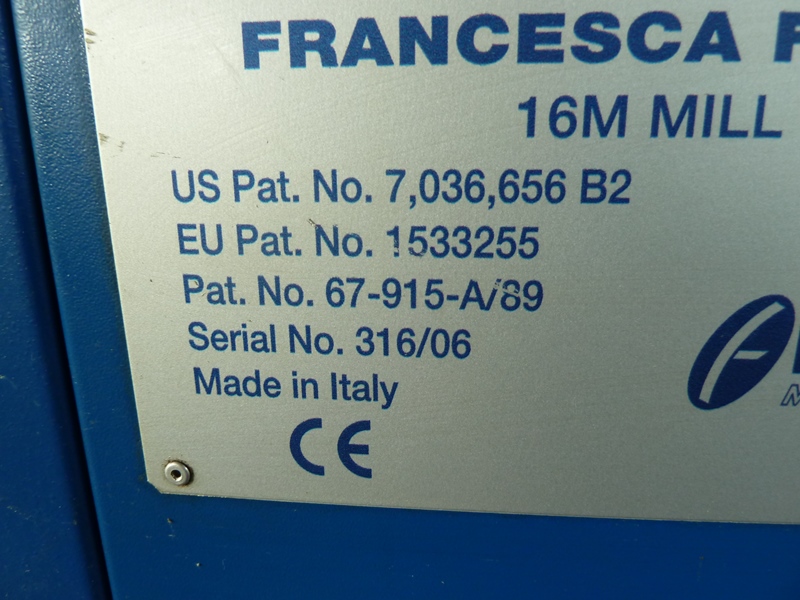 FRANCESCA F
16M MILL
US Pat. No. 7,036,656 B2
EU Pat. No. 1533255
Pat. No. 67-915-A/89
Serial No. 316/06
Made in Italy
CE